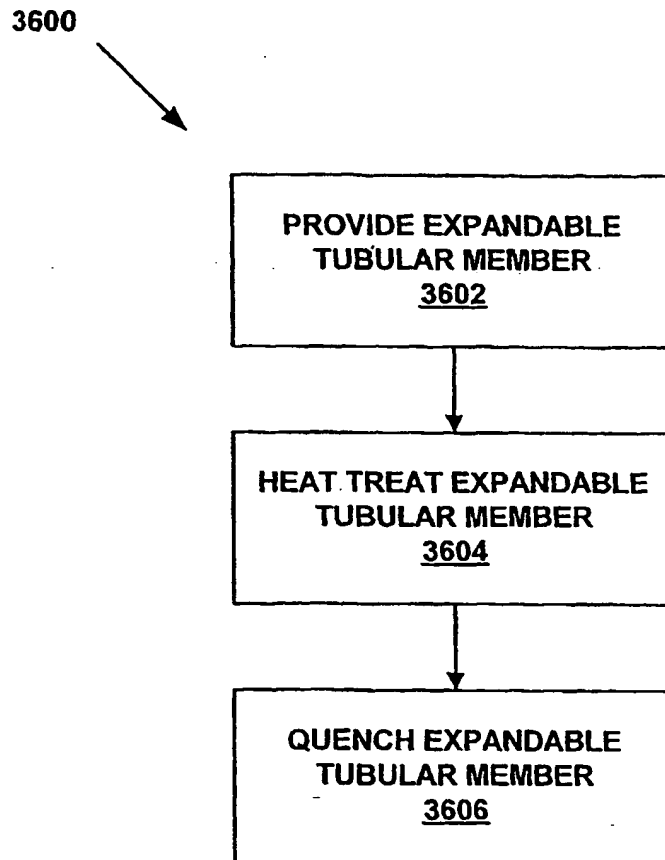 3600
PROVIDE EXPANDABLE
TUBULAR MEMBER
3602
HEAT TREAT EXPANDABLE
TUBULAR MEMBER
3604
QUENCH EXPANDABLE
TUBULAR MEMBER
3606